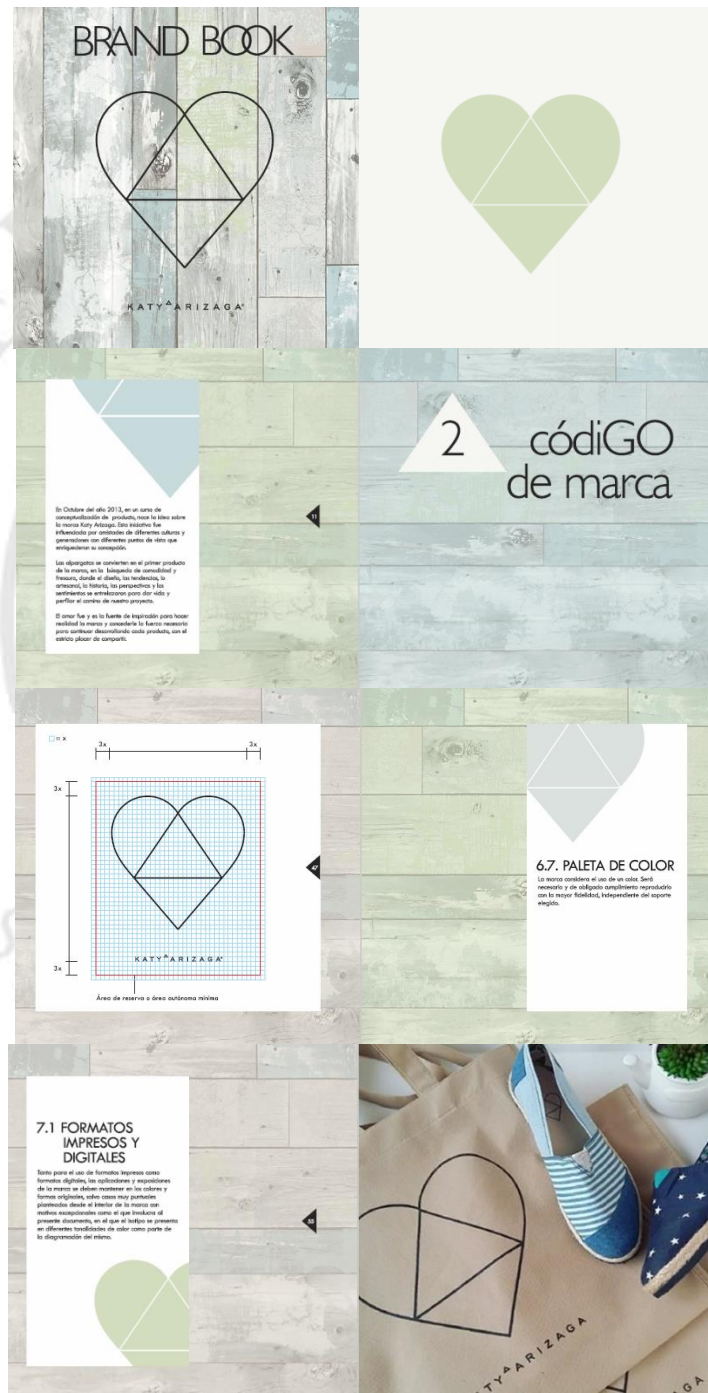 BRAND BOOK
KATY ARIZAGA
En Octubre del año 2013, en un curso de
conceptualización de producto, nace la idea sobre
la marca Katy Arizaga. Esta iniciativa fue
influenciada por amistades de diferentes culturas y
generaciones con diferentes puntos de vista que
enriquecieron su concepción.
Las alpargatas se convierten en el primer producto
de la marca, en la búsqueda de comodidad y
frescura, donde el diseño, las tendencias, lo
artesanal, la historia, las perspectivas y los
sentimientos se entrelazaron para dar vida y
perfilar el camino de nuestro proyecto.
El amor fue y es la fuente de inspiración para hacer
realidad la marca y concederle la fuerza necesaria
para continuar desarrollando cada producto, con el
estricto placer de compartir.
11
2
códiGO
de marca
= x
3x 3x
3x
KATY ARIZAGA
3x
Área de reserva o área autónoma mínima
47
6.7. PALETA DE COLOR
La marca considera el uso de un color. Será
necesario y de obligado cumplimiento reproducirlo
con la mayor fidelidad, independiente del soporte
elegido.
7.1 FORMATOS
IMPRESOS Y
DIGITALES
Tanto para el uso de formatos impresos como
formatos digitales, las aplicaciones y exposiciones
de la marca se deben mantener en los colores y
formas originales, salvo casos muy puntuales
planteados desde el interior de la marca con
motivos excepcionales como el que involucra al
presente documento, en el que el isotipo se presenta
en diferentes tonalidades de color como parte de
la diagramación del mismo.
KATY ARIZAGA